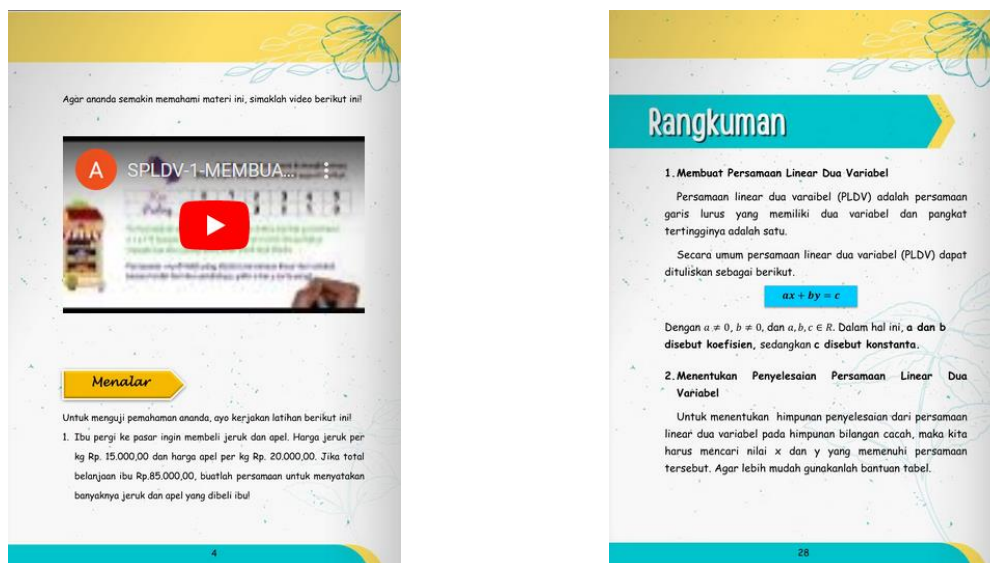 Agar ananda semakin memahami materi ini, simaklah video berikut ini!
A SPLDV-1-MEMBUA...
Menalar
Untuk menguji pemahaman ananda, ayo kerjakan latihan berikut ini!
1. Ibu pergi ke pasar ingin membeli jeruk dan apel. Harga jeruk per
kg Rp. 15.000,00 dan harga apel per kg Rp. 20.000,00. Jika total
belanjaan ibu Rp.85.000,00, buatlah persamaan untuk menyatakan
banyaknya jeruk dan apel yang dibeli ibu!
4
Rangkuman
1. Membuat Persamaan Linear Dua Variabel
Persamaan linear dua varaibel (PLDV) adalah persamaan
garis lurus yang memiliki dua variabel dan pangkat
tertingginya adalah satu.
Secara umum persamaan linear dua variabel (PLDV) dapat
dituliskan sebagai berikut.
ax + by = c
Dengan a ≠ 0, b ≠ 0, dan a, b, c ∈ R. Dalam hal ini, a dan b
disebut koefisien, sedangkan c disebut konstanta.
2. Menentukan Penyelesaian Persamaan Linear Dua
Variabel
Untuk menentukan himpunan penyelesaian dari persamaan
linear dua variabel pada himpunan bilangan cacah, maka kita
harus mencari nilai x dan y yang memenuhi persamaan
tersebut. Agar lebih mudah gunakanlah bantuan tabel.
28